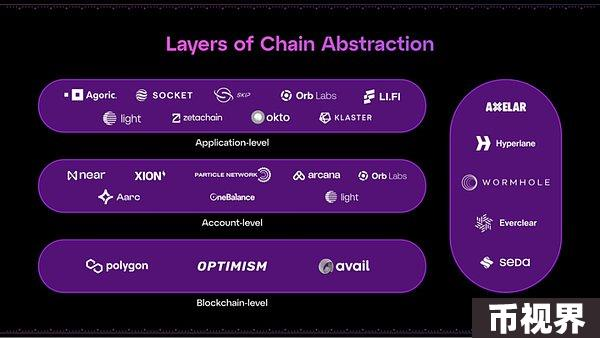 Layers of Chain Abstraction
Agoric. SOCKET SKIP Orb Labs LI.FI
light zetachain okto KLASTER
Application-level
near XION PARTICLE NETWORK arcana Orb Labs
Aarc OneBalance light
Account-level
polygon OPTIMISM avail
Blockchain-level
AXELAR
Hyperlane
WORMHOLE
Everclear
seda
币视界